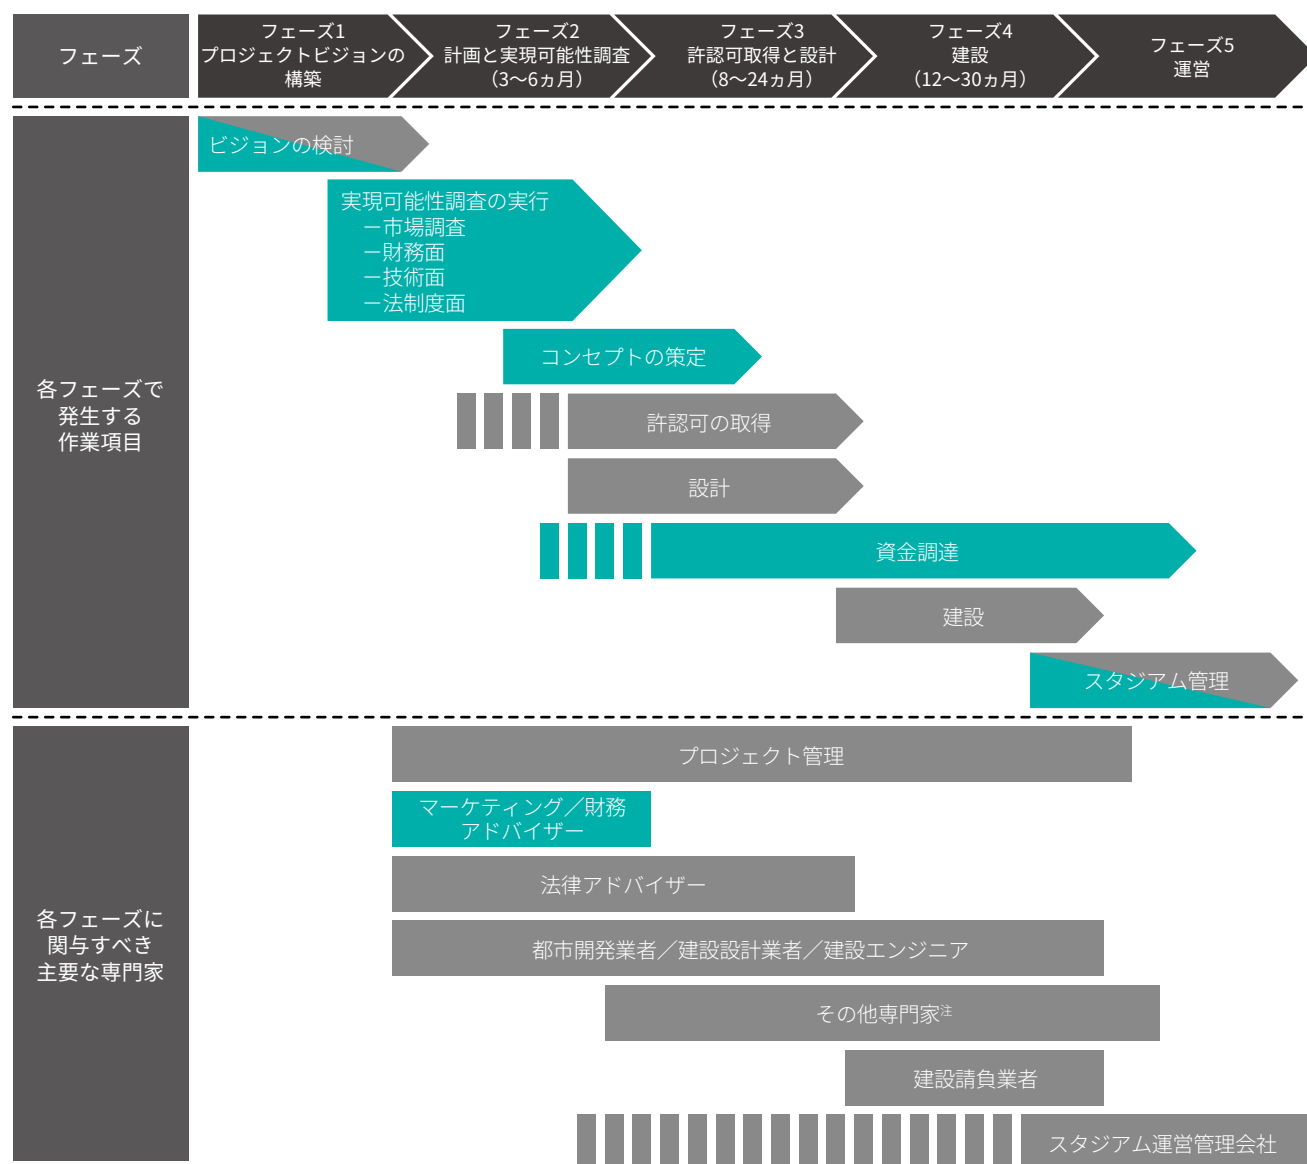 フェーズ
フェーズ1
プロジェクトビジョンの
構築
フェーズ2
計画と実現可能性調査
（3〜6ヵ月）
フェーズ3
許認可取得と設計
（8〜24ヵ月）
フェーズ4
建設
（12〜30ヵ月）
フェーズ5
運営
各フェーズで
発生する
作業項目
ビジョンの検討
実現可能性調査の実行
－市場調査
－財務面
－技術面
－法制度面
コンセプトの策定
許認可の取得
設計
資金調達
建設
スタジアム管理
各フェーズに
関与すべき
主要な専門家
プロジェクト管理
マーケティング／財務
アドバイザー
法律アドバイザー
都市開発業者／建設設計業者／建設エンジニア
その他専門家注
建設請負業者
スタジアム運営管理会社